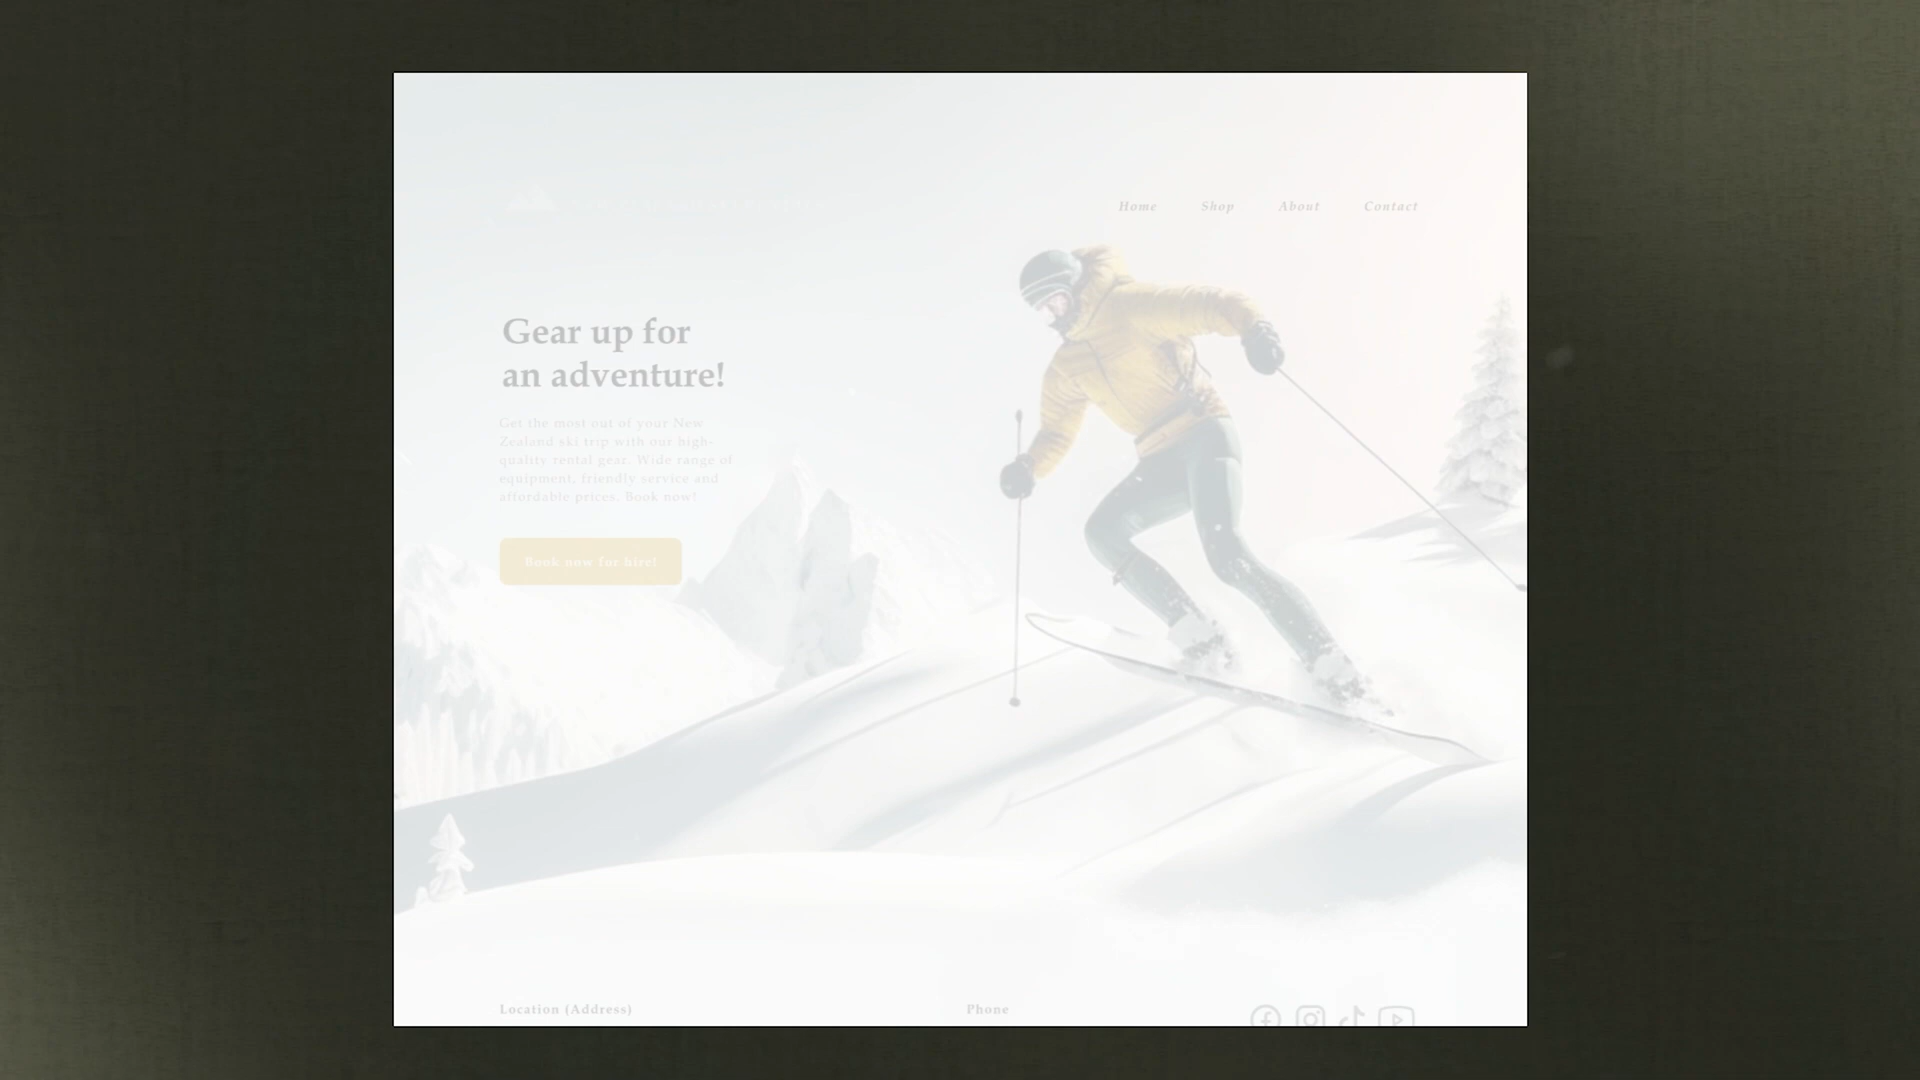 Home Shop About Contact
Gear up for
an adventure!
Get the most out of your New
Zealand ski trip with our high-
quality rental gear. Wide range of
equipment, friendly service and
affordable prices. Book now!
Book now for hire!
Location (Address)
Phone